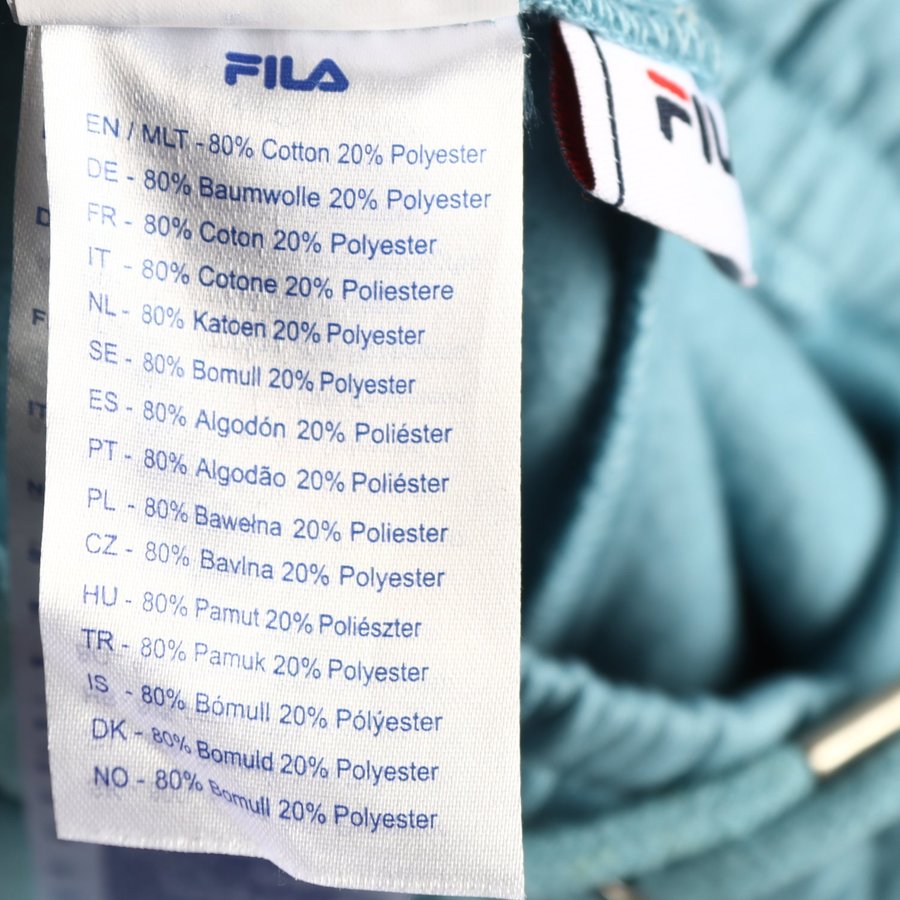 FILA
EN / MLT - 80% Cotton 20% Polyester
DE - 80% Baumwolle 20% Polyester
FR - 80% Coton 20% Polyester
IT - 80% Cotone 20% Poliestere
NL - 80% Katoen 20% Polyester
SE - 80% Bomull 20% Polyester
ES - 80% Algodón 20% Poliéster
PT - 80% Algodão 20% Poliéster
PL - 80% Bawełna 20% Poliester
CZ - 80% Bavlna 20% Polyester
HU - 80% Pamut 20% Poliészter
TR - 80% Pamuk 20% Polyester
IS - 80% Bómull 20% Pólýester
DK - 80% Bomuld 20% Polyester
NO - 80% Bomull 20% Polyester